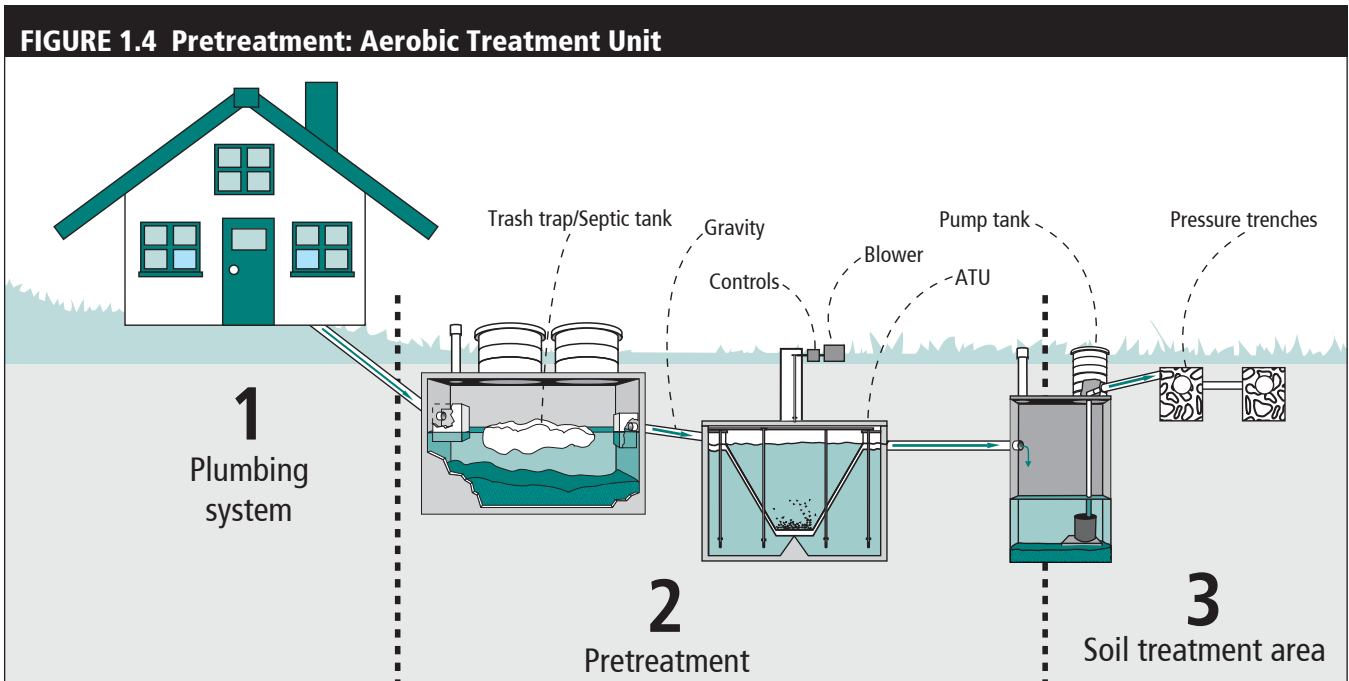 FIGURE 1.4 Pretreatment: Aerobic Treatment Unit
Trash trap/Septic tank
Gravity
Controls
Blower
ATU
Pump tank
Pressure trenches
1
Plumbing
system
2
Pretreatment
3
Soil treatment area